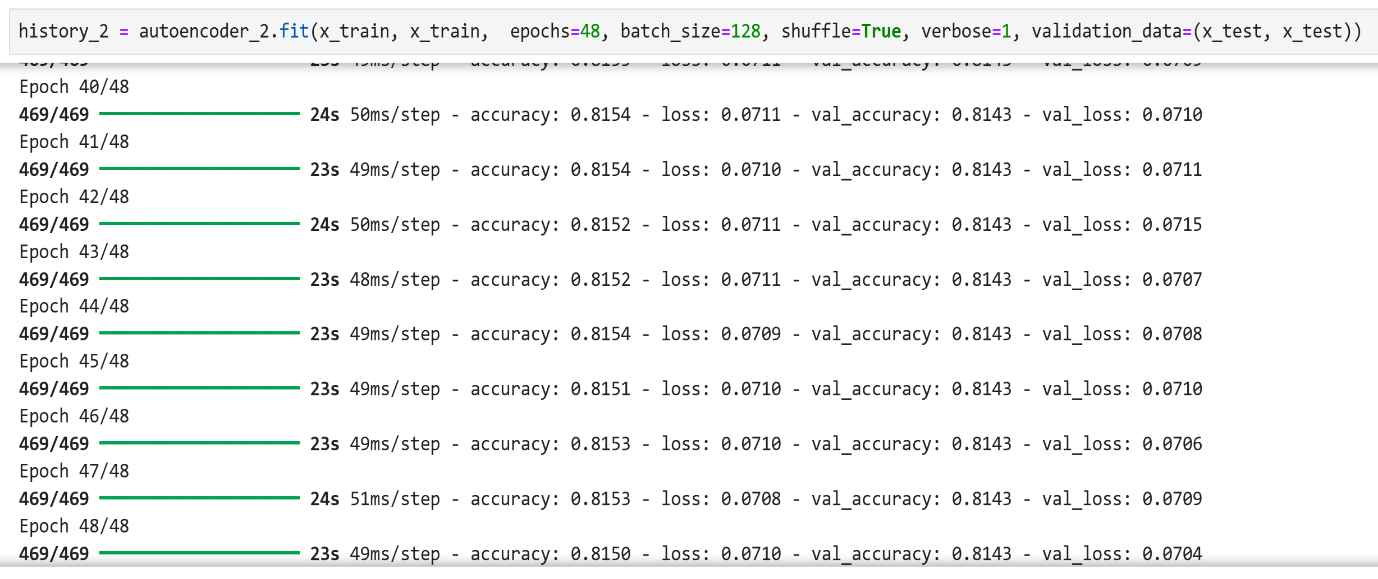 history_2 = autoencoder_2.fit(x_train, x_train,  epochs=48, batch_size=128, shuffle=True, verbose=1, validation_data=(x_test, x_test))
Epoch 40/48
469/469 24s 50ms/step - accuracy: 0.8154 - loss: 0.0711 - val_accuracy: 0.8143 - val_loss: 0.0710
Epoch 41/48
469/469 23s 49ms/step - accuracy: 0.8154 - loss: 0.0710 - val_accuracy: 0.8143 - val_loss: 0.0711
Epoch 42/48
469/469 24s 50ms/step - accuracy: 0.8152 - loss: 0.0711 - val_accuracy: 0.8143 - val_loss: 0.0715
Epoch 43/48
469/469 23s 48ms/step - accuracy: 0.8152 - loss: 0.0711 - val_accuracy: 0.8143 - val_loss: 0.0707
Epoch 44/48
469/469 23s 49ms/step - accuracy: 0.8154 - loss: 0.0709 - val_accuracy: 0.8143 - val_loss: 0.0708
Epoch 45/48
469/469 23s 49ms/step - accuracy: 0.8151 - loss: 0.0710 - val_accuracy: 0.8143 - val_loss: 0.0710
Epoch 46/48
469/469 23s 49ms/step - accuracy: 0.8153 - loss: 0.0710 - val_accuracy: 0.8143 - val_loss: 0.0706
Epoch 47/48
469/469 24s 51ms/step - accuracy: 0.8153 - loss: 0.0708 - val_accuracy: 0.8143 - val_loss: 0.0709
Epoch 48/48
469/469 23s 49ms/step - accuracy: 0.8150 - loss: 0.0710 - val_accuracy: 0.8143 - val_loss: 0.0704